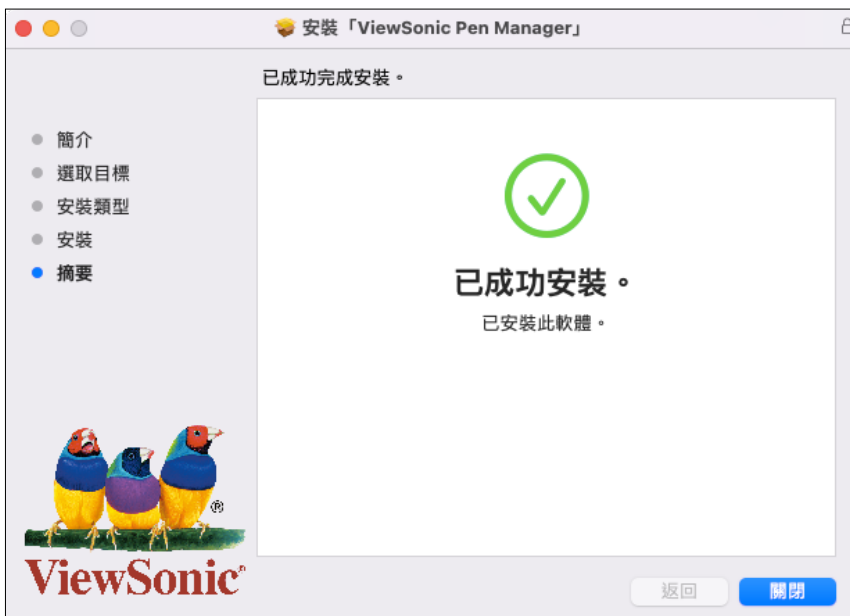 安裝「ViewSonic Pen Manager」
已成功完成安裝。
簡介
選取目標
安裝類型
安裝
摘要
已成功安裝。
已安裝此軟體。
®
ViewSonic®
返回
關閉